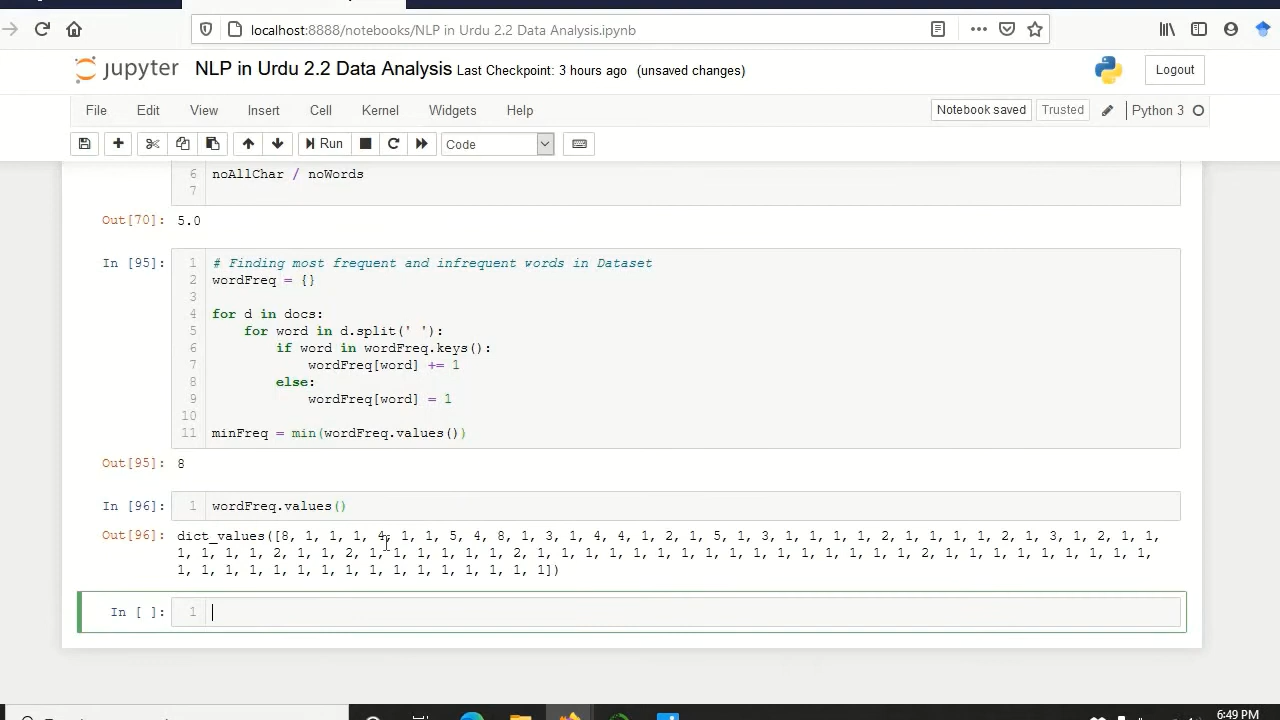 localhost:8888/notebooks/NLP in Urdu 2.2 Data Analysis.ipynb
jupyter NLP in Urdu 2.2 Data Analysis Last Checkpoint: 3 hours ago (unsaved changes) Logout
File Edit View Insert Cell Kernel Widgets Help Notebook saved Trusted Python 3
Run Code
6 noAllChar / noWords
7
Out[70]: 5.0
In [95]: 1 # Finding most frequent and infrequent words in Dataset
2 wordFreq = {}
3
4 for d in docs:
5 for word in d.split(' '):
6 if word in wordFreq.keys():
7 wordFreq[word] += 1
8 else:
9 wordFreq[word] = 1
10
11 minFreq = min(wordFreq.values())
Out[95]: 8
In [96]: 1 wordFreq.values()
Out[96]: dict_values([8, 1, 1, 1, 4, 1, 1, 5, 4, 8, 1, 3, 1, 4, 4, 1, 2, 1, 5, 1, 3, 1, 1, 1, 1, 2, 1, 1, 1, 1, 2, 1, 3, 1, 2, 1, 1,
1, 1, 1, 1, 2, 1, 1, 2, 1, 1, 1, 1, 1, 1, 2, 1, 1, 1, 1, 1, 1, 1, 1, 1, 1, 1, 1, 1, 1, 1, 1, 2, 1, 1, 1, 1, 1, 1, 1, 1, 1,
1, 1, 1, 1, 1, 1, 1, 1, 1, 1, 1, 1, 1, 1, 1, 1])
In [ ]: 1
6:49 PM